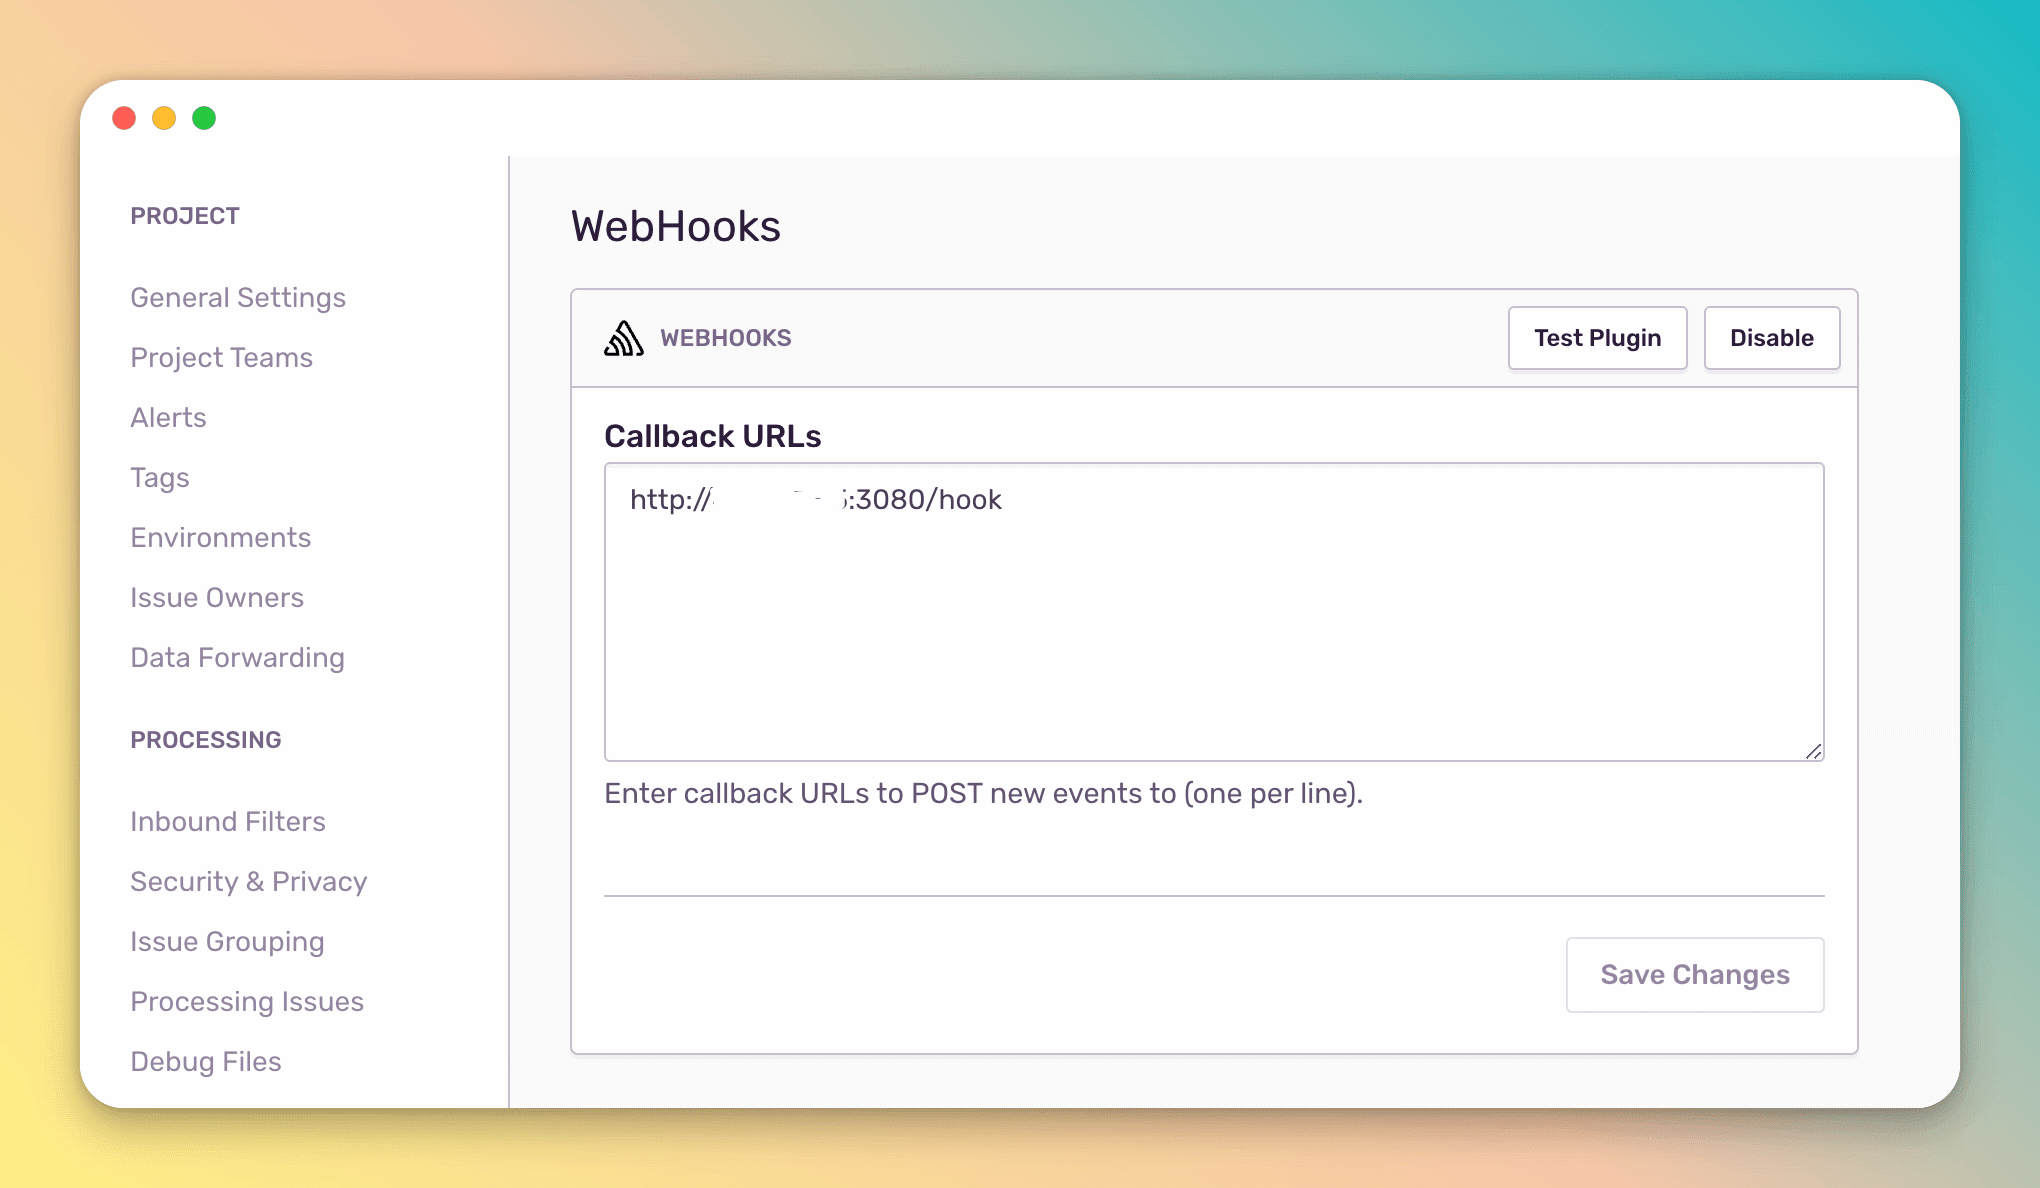 PROJECT
General Settings
Project Teams
Alerts
Tags
Environments
Issue Owners
Data Forwarding
PROCESSING
Inbound Filters
Security & Privacy
Issue Grouping
Processing Issues
Debug Files
WebHooks
WEBHOOKS
Test Plugin
Disable
Callback URLs
http:// :3080/hook
Enter callback URLs to POST new events to (one per line).
Save Changes